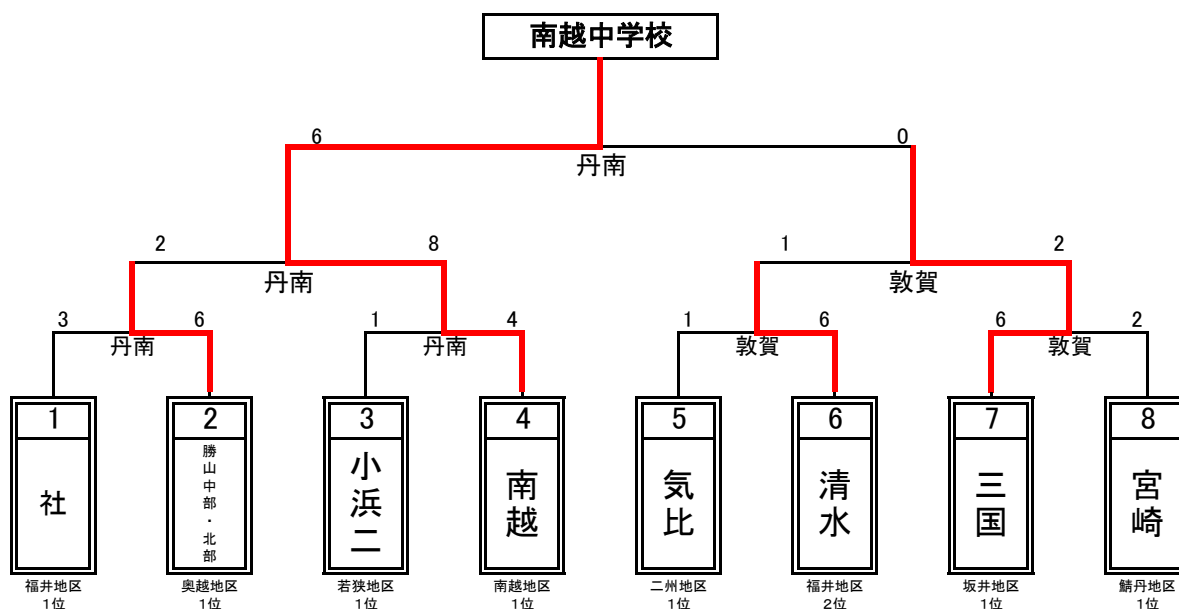 南越中学校
6 0
丹南
2 8 1 2
丹南 敦賀
3 6 1 4 1 6 6 2
丹南 丹南 敦賀 敦賀
1 2 3 4 5 6 7 8
社
勝山中部・北部
小浜二
南越
気比
清水
三国
宮崎
福井地区 奥越地区 若狭地区 南越地区 二州地区 福井地区 坂井地区 鯖丹地区
1位 1位 1位 1位 1位 2位 1位 1位